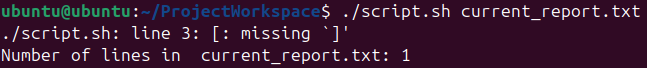 ubuntu@ubuntu:~/ProjectWorkspace$ ./script.sh current_report.txt
./script.sh: line 3: [: missing `]'
Number of lines in  current_report.txt: 1